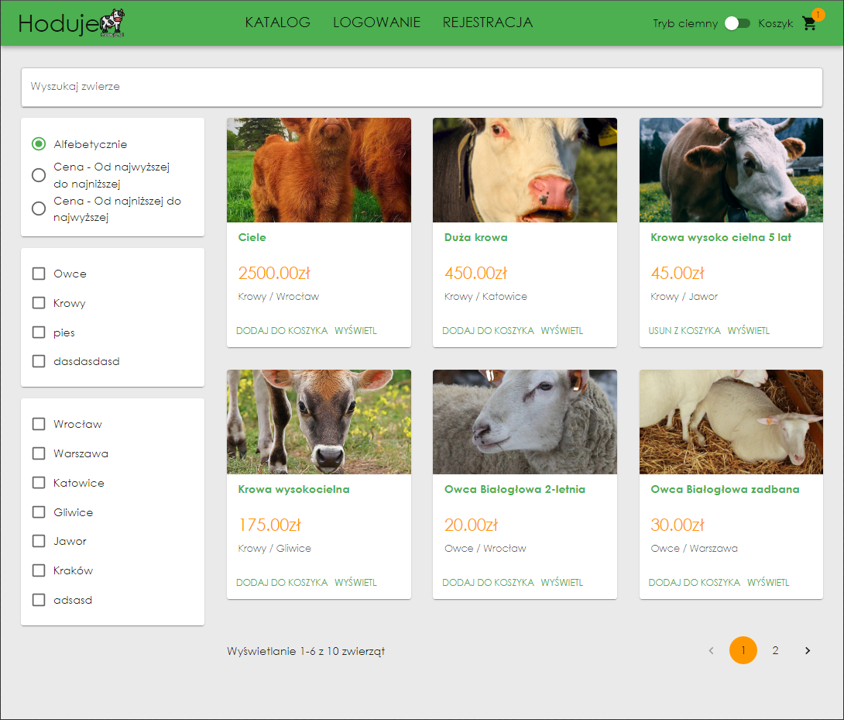 Hoduje
KATALOG LOGOWANIE REJESTRACJA
Tryb ciemny Koszyk 1
Wyszukaj zwierze
Alfebetycznie
Cena - Od najwyższej
do najniższej
Cena - Od najniższej do
najwyższej
Owce
Krowy
pies
dasdasdasd
Wrocław
Warszawa
Katowice
Gliwice
Jawor
Kraków
adsasd
Ciele
2500.00zł
Krowy / Wrocław
DODAJ DO KOSZYKA WYŚWIETL
Duża krowa
450.00zł
Krowy / Katowice
DODAJ DO KOSZYKA WYŚWIETL
Krowa wysoko cielna 5 lat
45.00zł
Krowy / Jawor
USUN Z KOSZYKA WYŚWIETL
Krowa wysokocielna
175.00zł
Krowy / Gliwice
DODAJ DO KOSZYKA WYŚWIETL
Owca Białogłowa 2-letnia
20.00zł
Owce / Wrocław
DODAJ DO KOSZYKA WYŚWIETL
Owca Białogłowa zadbana
30.00zł
Owce / Warszawa
DODAJ DO KOSZYKA WYŚWIETL
Wyświetlanie 1-6 z 10 zwierząt
1 2